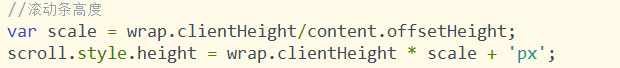 //滚动条高度
var scale = wrap.clientHeight/content.offsetHeight;
scroll.style.height = wrap.clientHeight * scale + 'px';